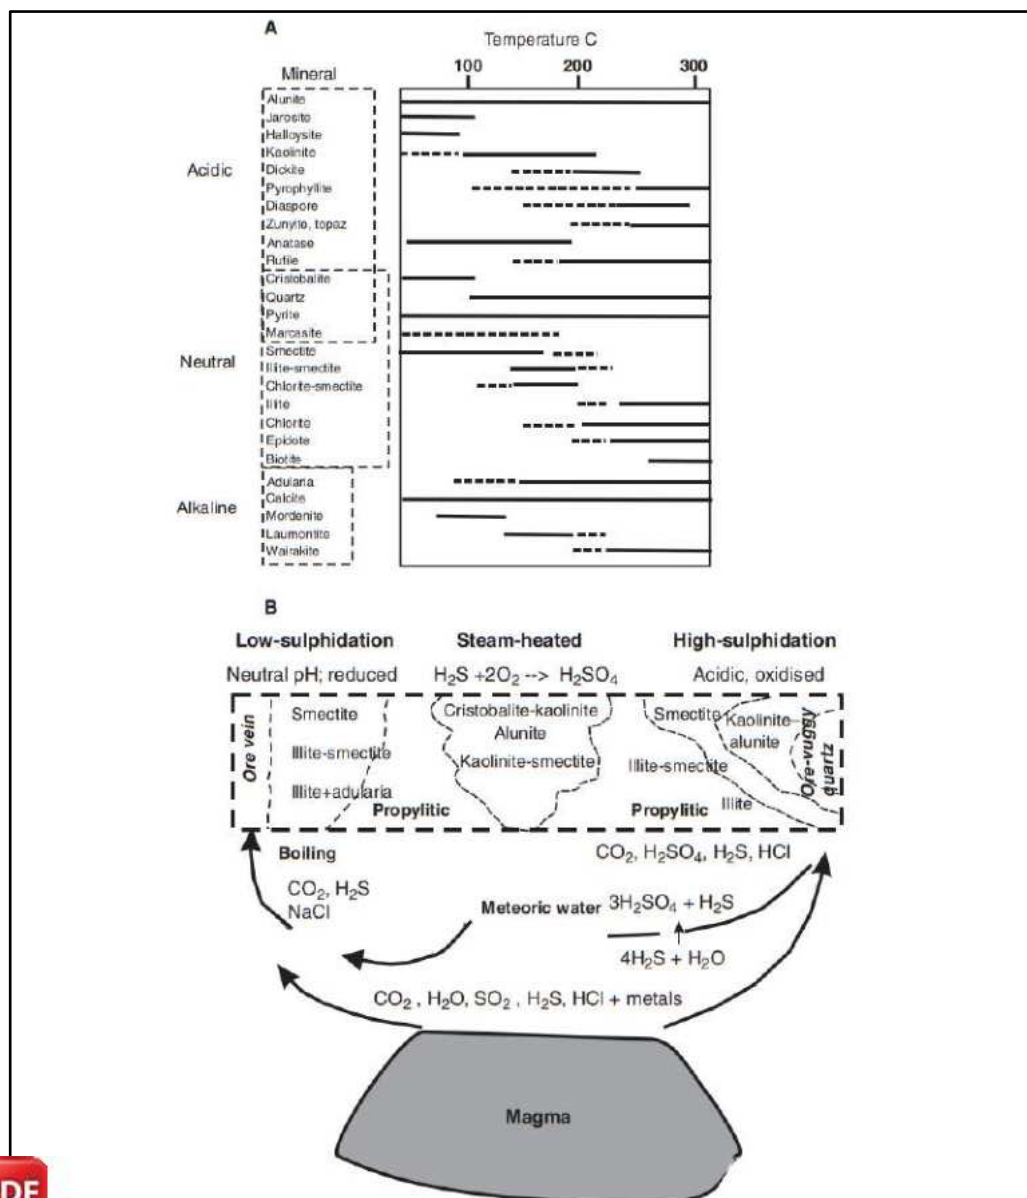 A
Temperature C
100 200 300
Mineral
Alunite
Jarosite
Halloysite
Kaolinite
Acidic
Dickite
Pyrophyllite
Diaspore
Zunyite, topaz
Anatase
Rutile
Cristobalite
Quartz
Pyrite
Marcasite
Neutral
Smectite
Illite-smectite
Chlorite-smectite
Illite
Chlorite
Epidote
Biotite
Adularia
Alkaline
Calcite
Mordenite
Laumontite
Wairakite
B
Low-sulphidation Steam-heated High-sulphidation
Neutral pH; reduced H2S +2O2 --> H2SO4 Acidic, oxidised
Ore vein
Smectite
Illite-smectite
Illite+adularia
Propylitic
Cristobalite-kaolinite
Alunite
Kaolinite-smectite
Smectite
Illite-smectite
Propylitic
Illite
Kaolinite-
alunite
Ore-vuggy
quartz
Boiling
CO2, H2S
NaCl
CO2, H2SO4, H2S, HCl
Meteoric water
3H2SO4 + H2S
4H2S + H2O
CO2 , H2O, SO2 , H2S, HCl + metals
Magma
DF